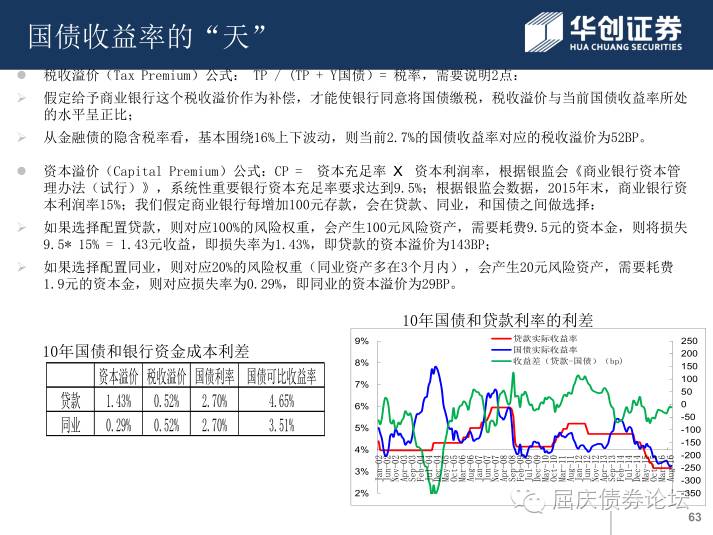 国债收益率的“天”
华创证券
HUA CHUANG SECURITIES
税收溢价（Tax Premium）公式： TP / (TP + Y国债）= 税率，需要说明2点：
假定给予商业银行这个税收溢价作为补偿，才能使银行同意将国债缴税，税收溢价与当前国债收益率所处
的水平呈正比；
从金融债的隐含税率看，基本围绕16%上下波动，则当前2.7%的国债收益率对应的税收溢价为52BP。
资本溢价（Capital Premium）公式：CP = 资本充足率 X 资本利润率，根据银监会《商业银行资本管
理办法（试行）》，系统性重要银行资本充足率要求达到9.5%；根据银监会数据，2015年末，商业银行资
本利润率15%；我们假定商业银行每增加100元存款，会在贷款、同业，和国债之间做选择：
如果选择配置贷款，则对应100%的风险权重，会产生100元风险资产，需要耗费9.5元的资本金，则将损失
9.5* 15% = 1.43元收益，即损失率为1.43%，即贷款的资本溢价为143BP；
如果选择配置同业，则对应20%的风险权重（同业资产多在3个月内），会产生20元风险资产，需要耗费
1.9元的资本金，则对应损失率为0.29%，即同业的资本溢价为29BP。
10年国债和银行资金成本利差
资本溢价 税收溢价 国债利率 国债可比收益率
贷款 1.43% 0.52% 2.70% 4.65%
同业 0.29% 0.52% 2.70% 3.51%
10年国债和贷款利率的利差
贷款实际收益率
国债实际收益率
收益差（贷款-国债）(bp)
9%
8%
7%
6%
5%
4%
3%
2%
250
200
150
100
50
0
-50
-100
-150
-200
-250
-300
-350
屈庆债券论坛
63